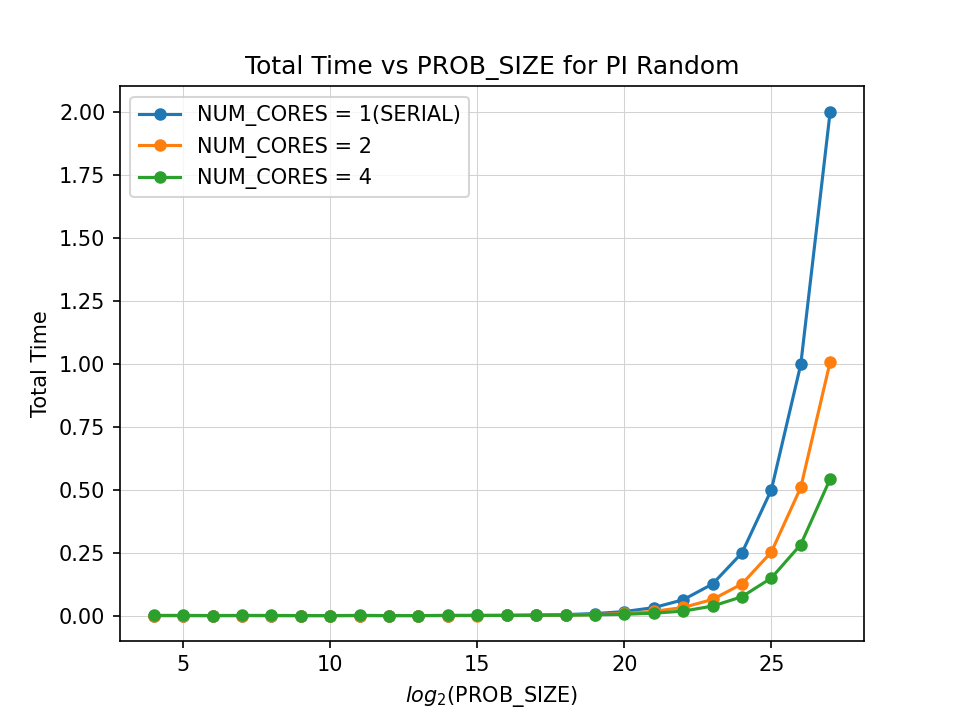 Total Time vs PROB_SIZE for PI Random
NUM_CORES = 1(SERIAL)
NUM_CORES = 2
NUM_CORES = 4
2.00
1.75
1.50
1.25
1.00
0.75
0.50
0.25
0.00
Total Time
5 10 15 20 25
log₂(PROB_SIZE)